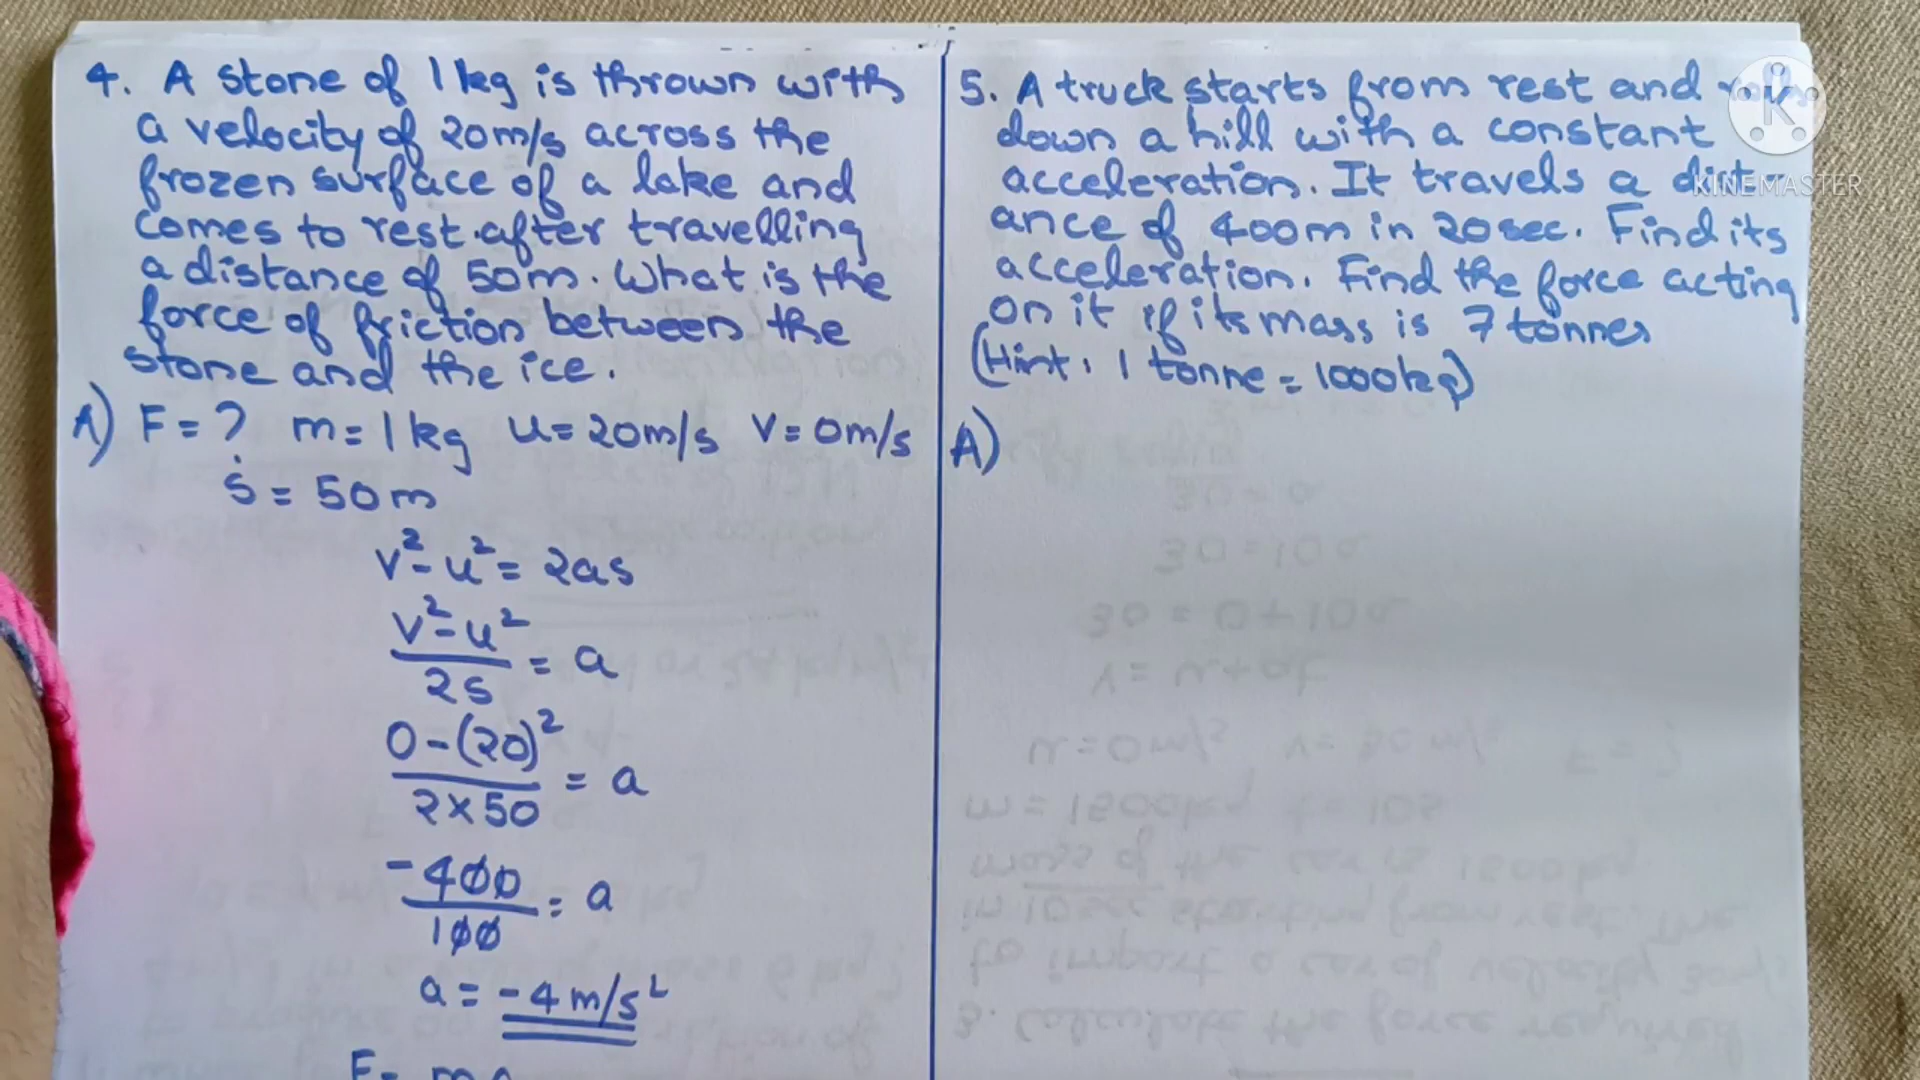 4. A stone of 1kg is thrown with
a velocity of 20m/s across the
frozen surface of a lake and
comes to rest after travelling
a distance of 50m. What is the
force of friction between the
stone and the ice.
A) F = ? m = 1kg u = 20m/s v = 0m/s
s = 50m
v² - u² = 2as
v² - u² / 2s = a
0 - (20)² / 2 × 50 = a
-400 / 100 = a
a = -4 m/s²
F = ma
5. A truck starts from rest and rolls
down a hill with a constant
acceleration. It travels a dist
ance of 400m in 20sec. Find its
acceleration. Find the force acting
on it if its mass is 7 tonnes
(Hint. 1 tonne = 1000kg)
A)
K
KINEMASTER